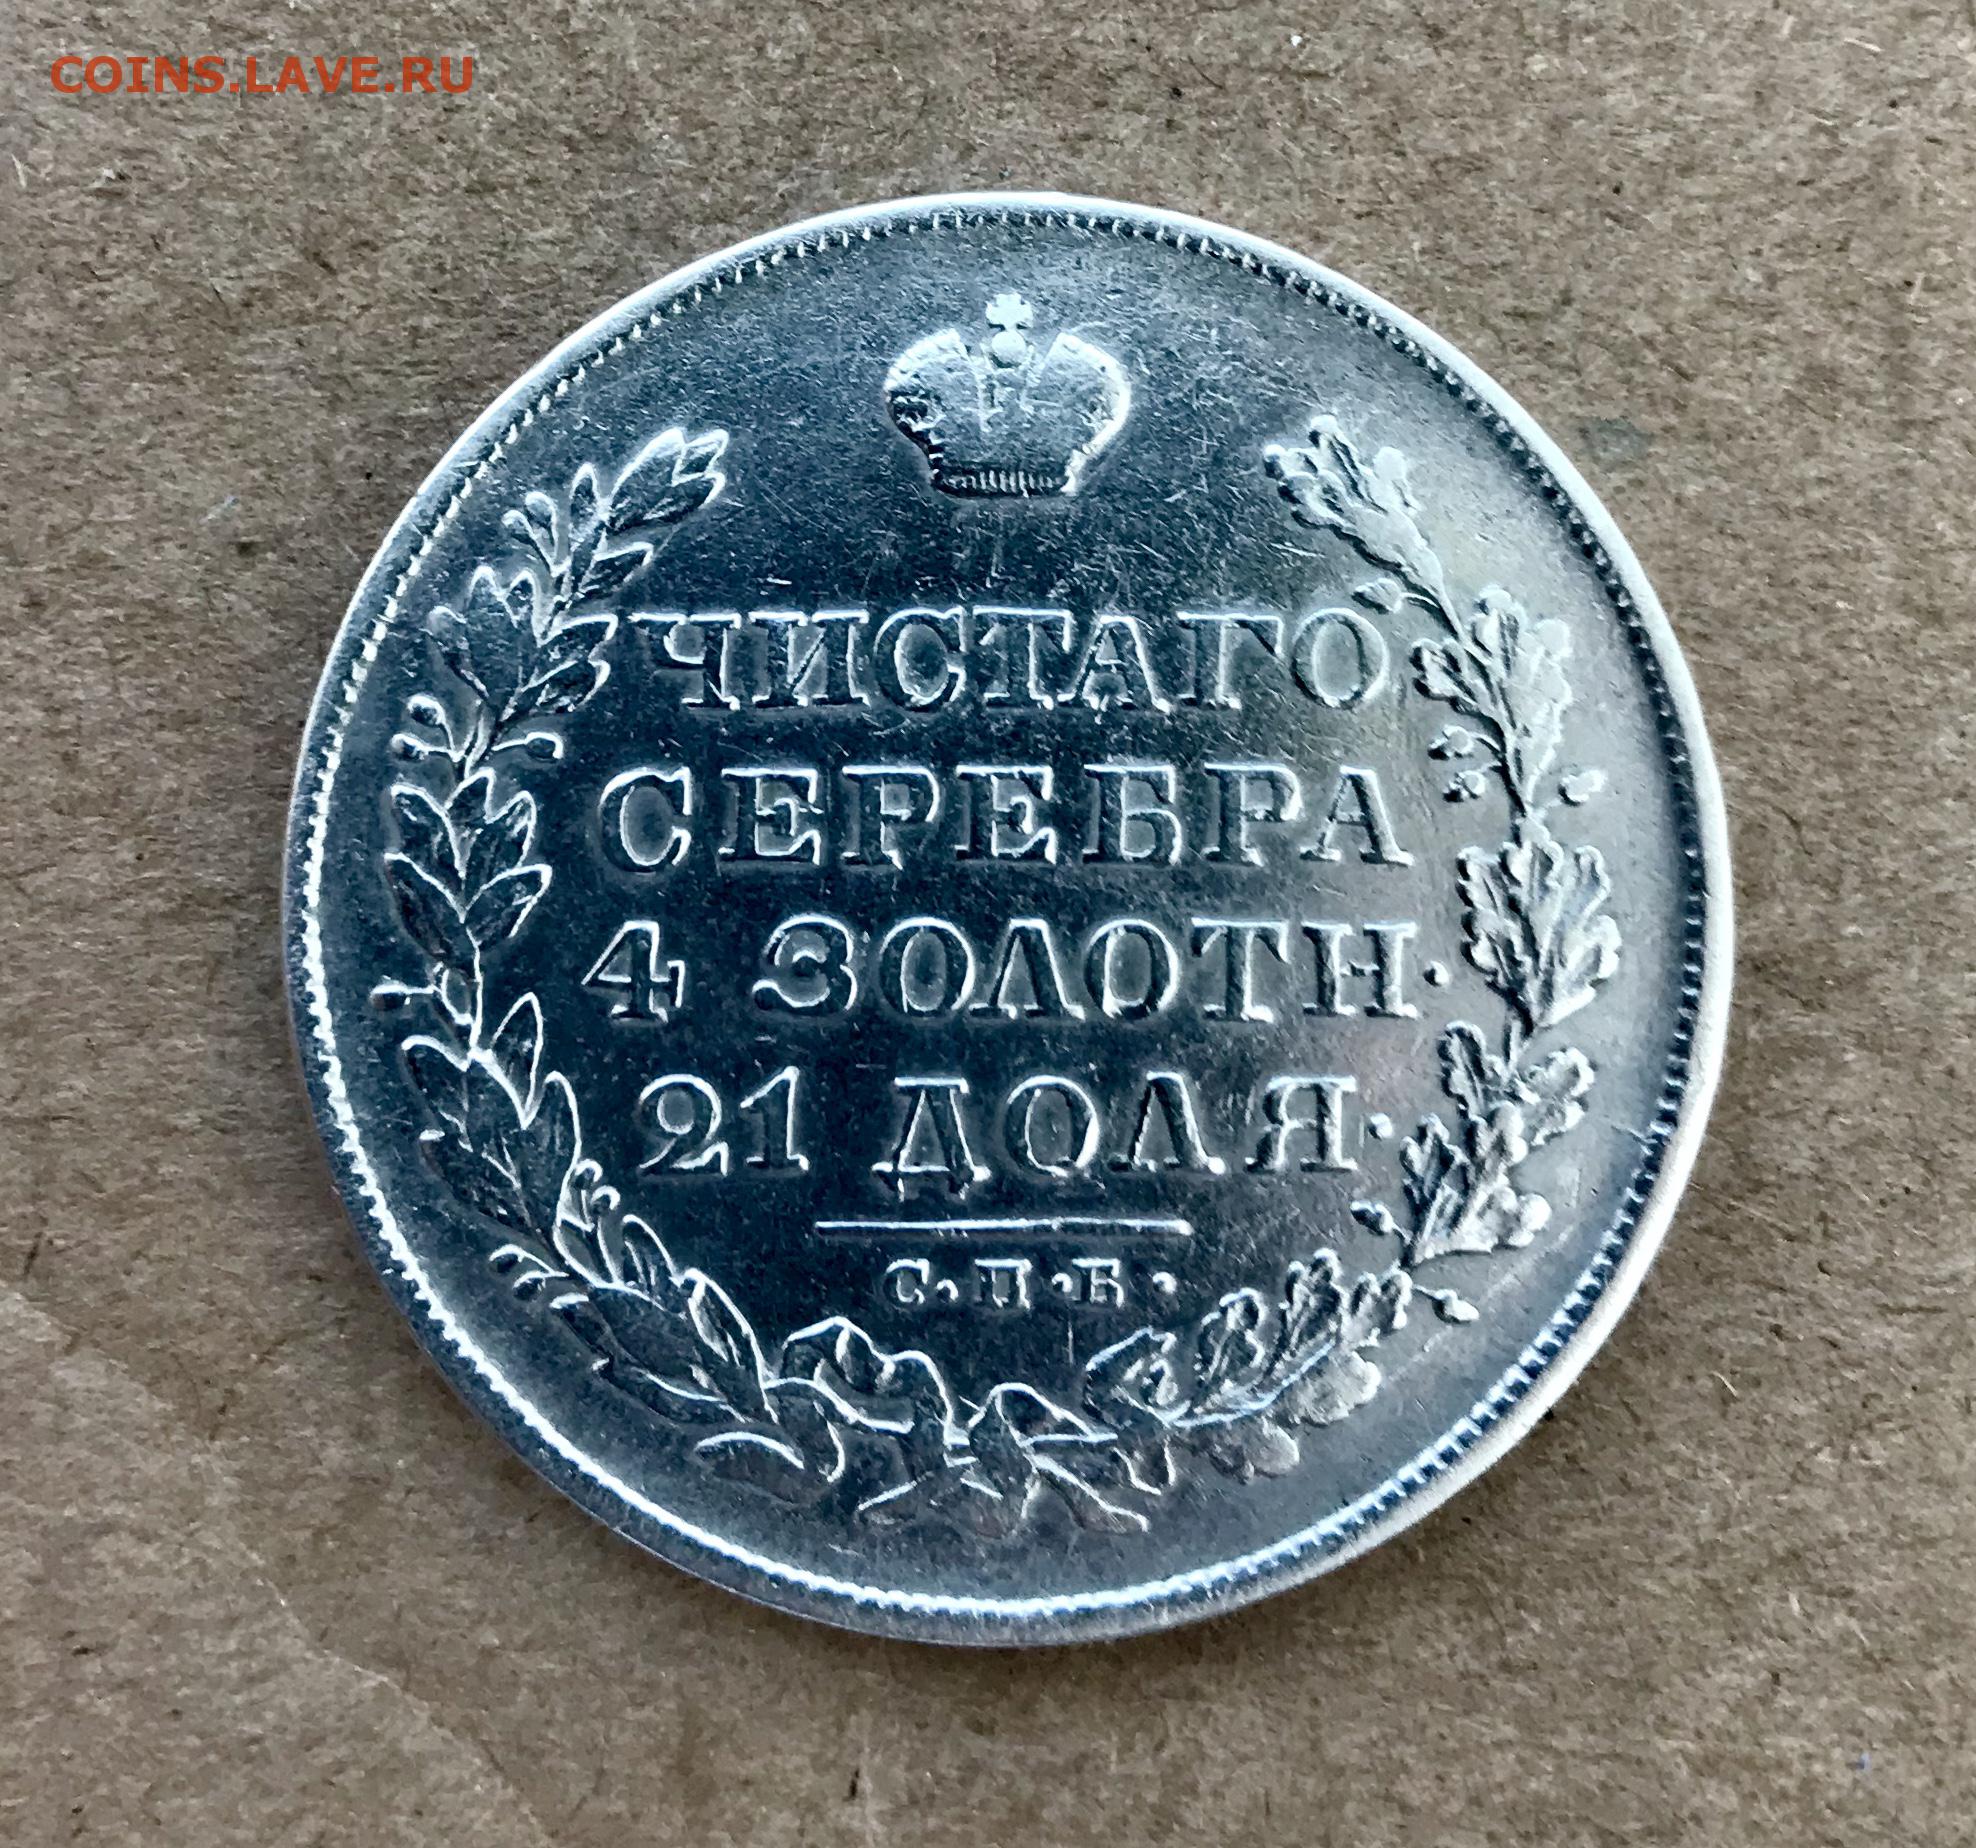 COINS.LAVE.RU
ЧИСТАГО
СЕРЕБРА
4 ЗОЛОТН·
21 ДОЛЯ·
С·П·Б·